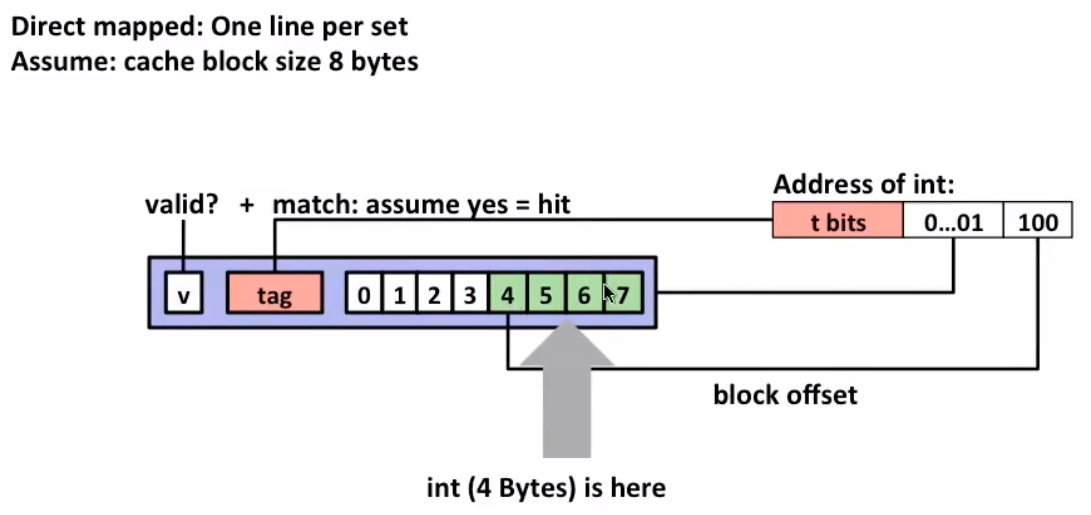 Direct mapped: One line per set
Assume: cache block size 8 bytes
Address of int:
valid? + match: assume yes = hit
t bits 0...01 100
v tag 0 1 2 3 4 5 6 7
block offset
int (4 Bytes) is here